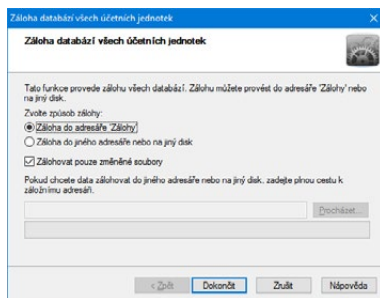 Záloha databází všech účetních jednotek
Záloha databází všech účetních jednotek
Tato funkce provede zálohu všech databází. Zálohu můžete provést do adresáře 'Zálohy' nebo
na jiný disk.
Zvolte způsob zálohy:
Záloha do adresáře 'Zálohy'
Záloha do jiného adresáře nebo na jiný disk
Zálohovat pouze změněné soubory
Pokud chcete data zálohovat do jiného adresáře nebo na jiný disk, zadejte plnou cestu k
záložnímu adresáři.
Procházet...
< Zpět Dokončit Zrušit Nápověda